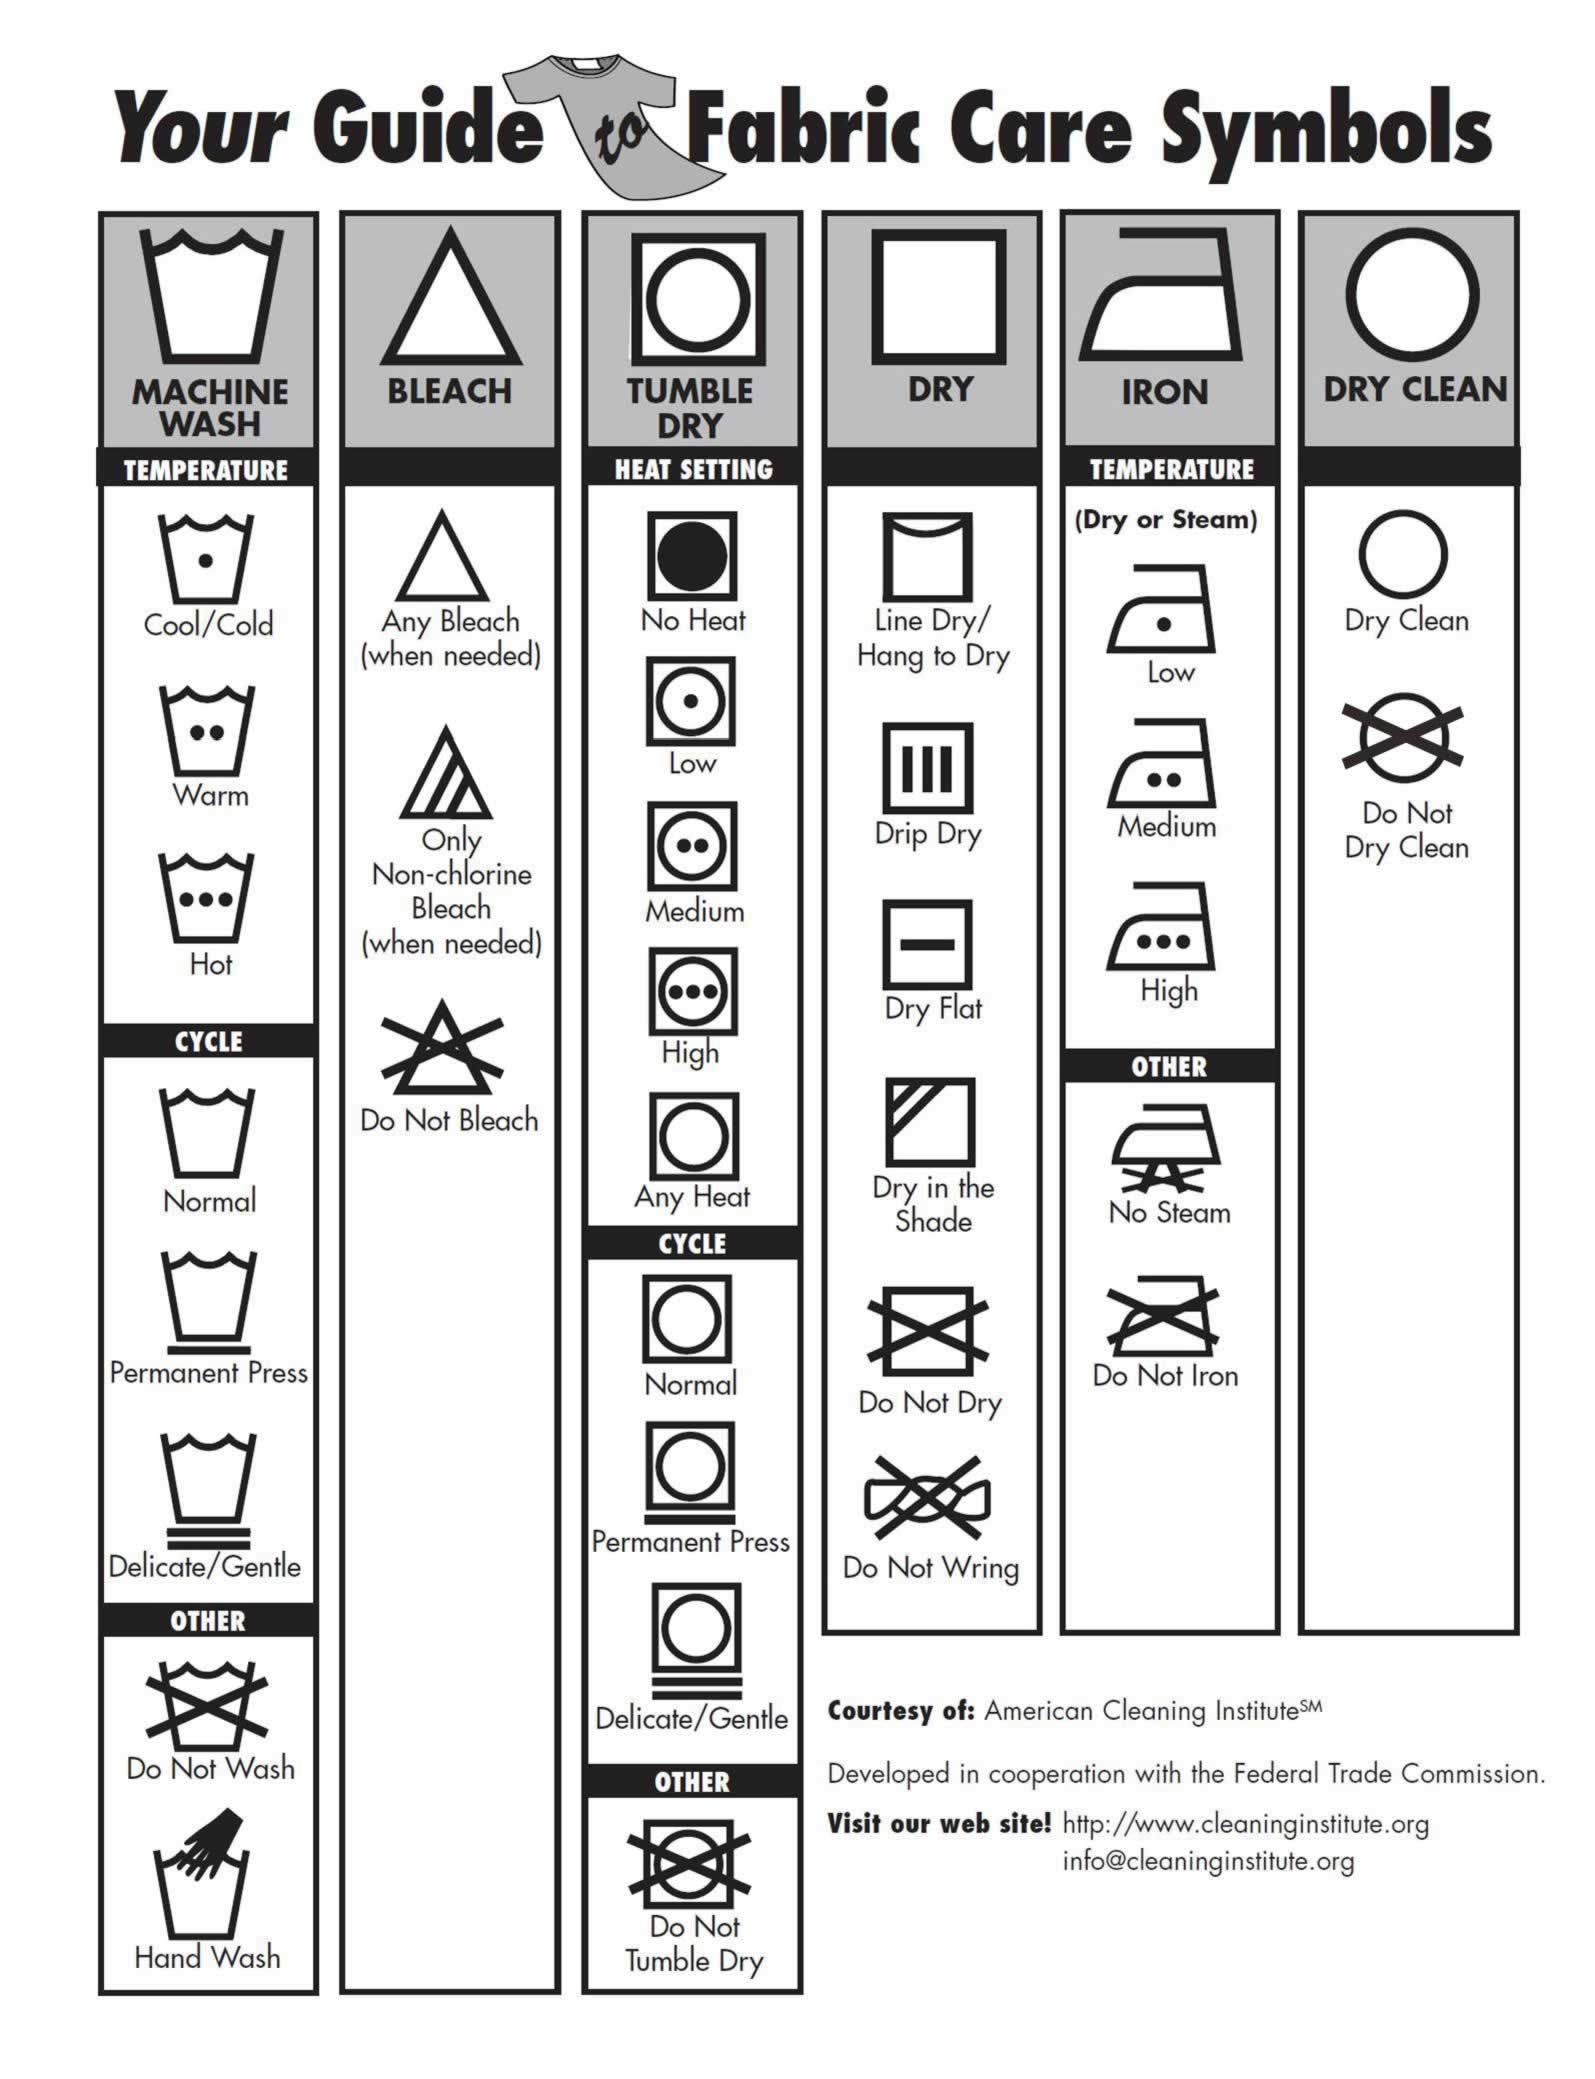 Your Guide to Fabric Care Symbols
MACHINE
WASH
TEMPERATURE
Cool/Cold
Warm
Hot
CYCLE
Normal
Permanent Press
Delicate/Gentle
OTHER
Do Not Wash
Hand Wash
BLEACH
Any Bleach
(when needed)
Only
Non-chlorine
Bleach
(when needed)
Do Not Bleach
TUMBLE
DRY
HEAT SETTING
No Heat
Low
Medium
High
Any Heat
CYCLE
Normal
Permanent Press
Delicate/Gentle
OTHER
Do Not
Tumble Dry
DRY
Line Dry/
Hang to Dry
Drip Dry
Dry Flat
Dry in the
Shade
Do Not Dry
Do Not Wring
IRON
TEMPERATURE
(Dry or Steam)
Low
Medium
High
OTHER
No Steam
Do Not Iron
DRY CLEAN
Dry Clean
Do Not
Dry Clean
Courtesy of: American Cleaning Institute℠
Developed in cooperation with the Federal Trade Commission.
Visit our web site! http://www.cleaninginstitute.org
info@cleaninginstitute.org